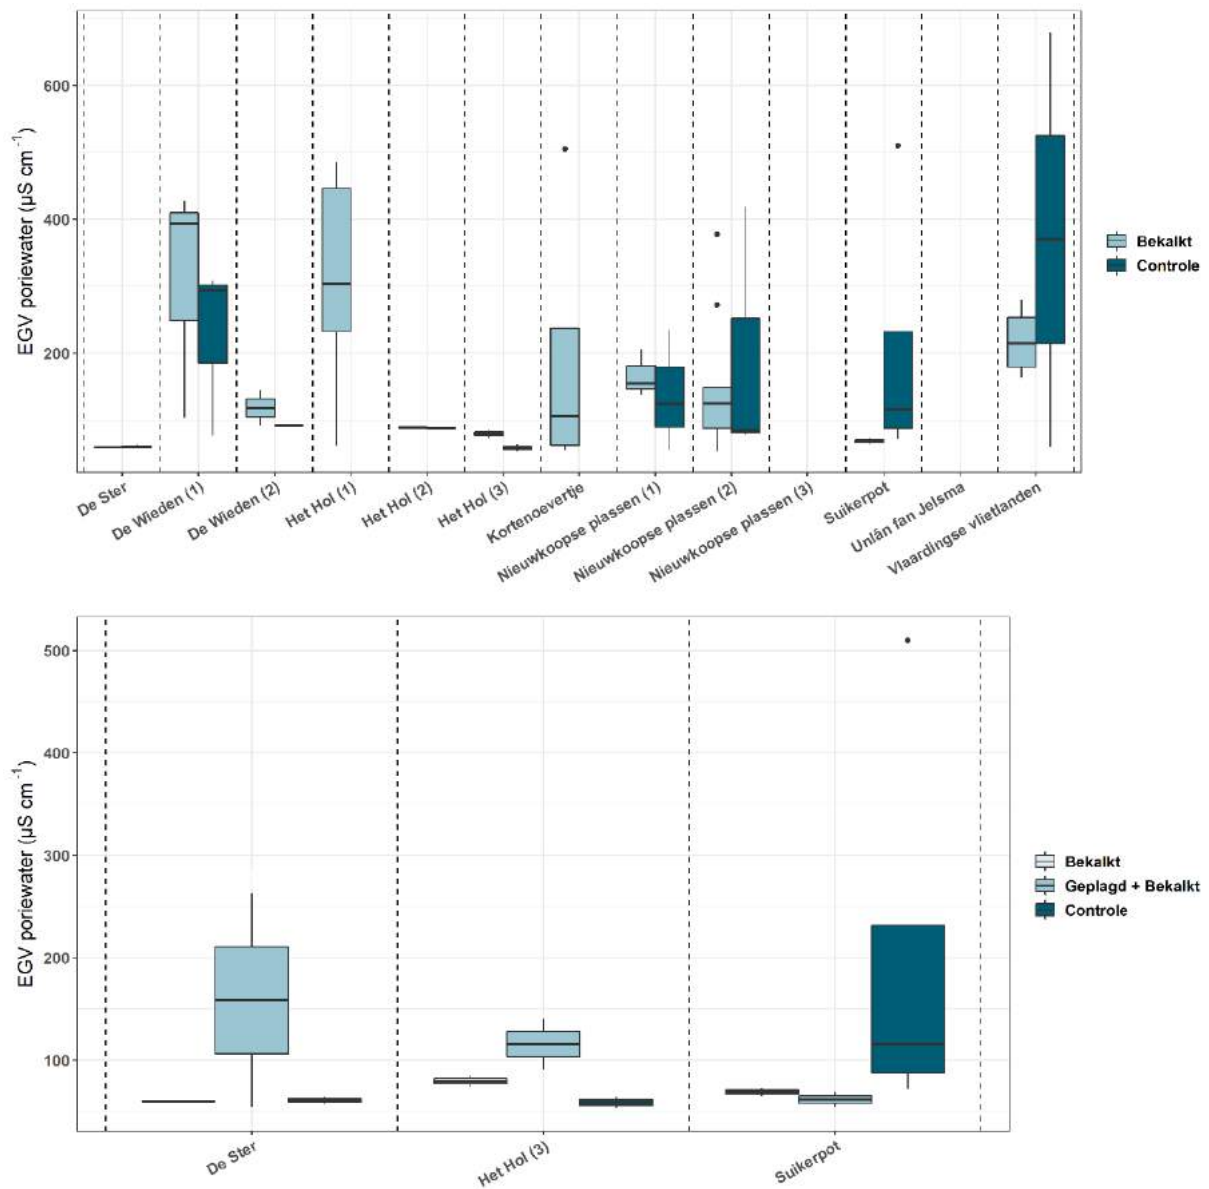 EGV poriewater (µS cm⁻¹)
600
400
200
De Ster
De Wieden (1)
De Wieden (2)
Het Hol (1)
Het Hol (2)
Het Hol (3)
Kortenoevertje
Nieuwkoopse plassen (1)
Nieuwkoopse plassen (2)
Nieuwkoopse plassen (3)
Suikerpot
Unlân fan Jelsma
Vlaardingse vlietlanden
Bekalkt
Controle
EGV poriewater (µS cm⁻¹)
500
400
300
200
100
De Ster
Het Hol (3)
Suikerpot
Bekalkt
Geplagd + Bekalkt
Controle